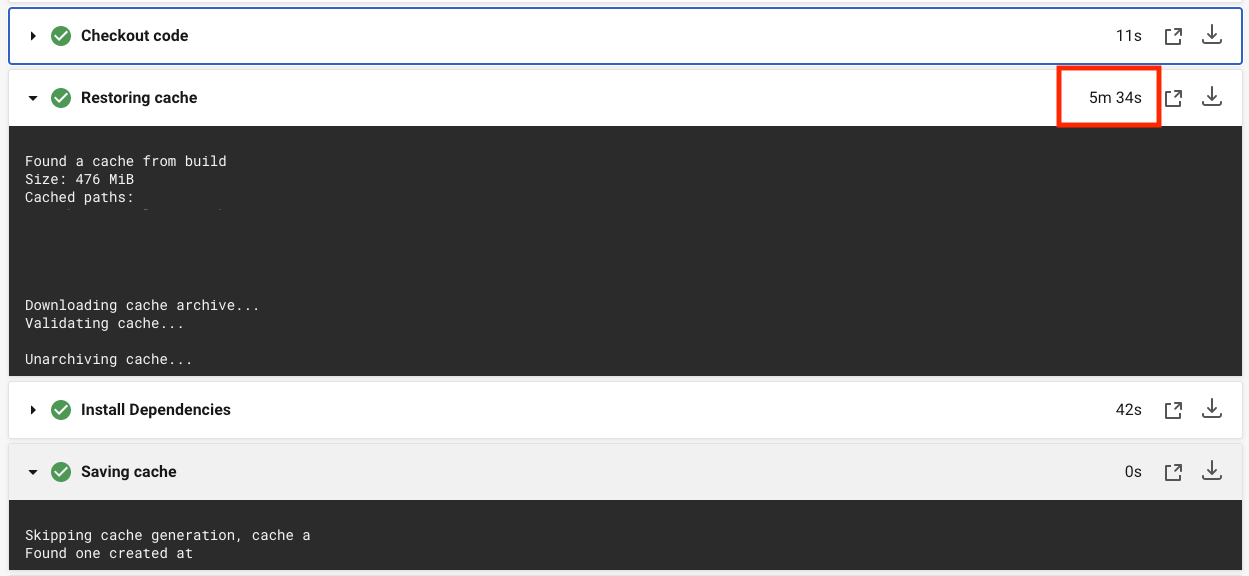 Checkout code 11s
Restoring cache 5m 34s
Found a cache from build
Size: 476 MiB
Cached paths:
Downloading cache archive...
Validating cache...
Unarchiving cache...
Install Dependencies 42s
Saving cache 0s
Skipping cache generation, cache a
Found one created at